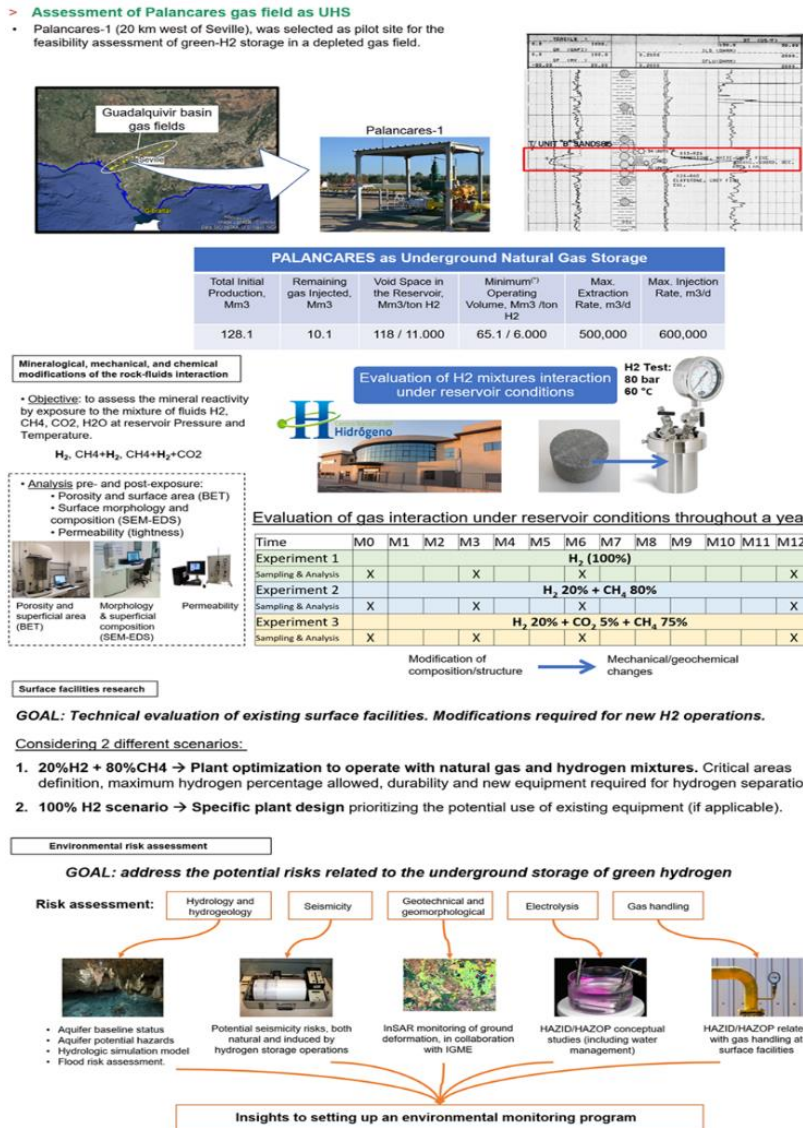 > Assessment of Palancares gas field as UHS
• Palancares-1 (20 km west of Seville), was selected as pilot site for the
feasibility assessment of green-H2 storage in a depleted gas field.
Guadalquivir basin
gas fields
Seville
Gibraltar
Palancares-1
T/ UNIT "B" SANDS
PALANCARES as Underground Natural Gas Storage
Total Initial Production, Mm3
Remaining gas Injected, Mm3
Void Space in the Reservoir, Mm3/ton H2
Minimum(*) Operating Volume, Mm3 /ton H2
Max. Extraction Rate, m3/d
Max. Injection Rate, m3/d
128.1 10.1 118 / 11.000 65.1 / 6.000 500,000 600,000
Mineralogical, mechanical, and chemical
modifications of the rock-fluids interaction
• Objective: to assess the mineral reactivity
by exposure to the mixture of fluids H2,
CH4, CO2, H2O at reservoir Pressure and
Temperature.
H2, CH4+H2, CH4+H2+CO2
Evaluation of H2 mixtures interaction
under reservoir conditions
H2 Test:
80 bar
60 °C
Hidrógeno
• Analysis pre- and post-exposure:
• Porosity and surface area (BET)
• Surface morphology and
composition (SEM-EDS)
• Permeability (tightness)
Porosity and
superficial area
(BET)
Morphology
& superficial
composition
(SEM-EDS)
Permeability
Evaluation of gas interaction under reservoir conditions throughout a yea
Time M0 M1 M2 M3 M4 M5 M6 M7 M8 M9 M10 M11 M12
Experiment 1 H2 (100%)
Sampling & Analysis X X X X
Experiment 2 H2 20% + CH4 80%
Sampling & Analysis X X X X
Experiment 3 H2 20% + CO2 5% + CH4 75%
Sampling & Analysis X X X X
Modification of
composition/structure
Mechanical/geochemical
changes
Surface facilities research
GOAL: Technical evaluation of existing surface facilities. Modifications required for new H2 operations.
Considering 2 different scenarios:
1. 20%H2 + 80%CH4 → Plant optimization to operate with natural gas and hydrogen mixtures. Critical areas
definition, maximum hydrogen percentage allowed, durability and new equipment required for hydrogen separatio
2. 100% H2 scenario → Specific plant design prioritizing the potential use of existing equipment (if applicable).
Environmental risk assessment
GOAL: address the potential risks related to the underground storage of green hydrogen
Risk assessment:
Hydrology and
hydrogeology
Seismicity
Geotechnical and
geomorphological
Electrolysis
Gas handling
• Aquifer baseline status
• Aquifer potential hazards
• Hydrologic simulation model
• Flood risk assessment.
Potential seismicity risks, both
natural and induced by
hydrogen storage operations
InSAR monitoring of ground
deformation, in collaboration
with IGME
HAZID/HAZOP conceptual
studies (including water
management)
HAZID/HAZOP relate
with gas handling at
surface facilities
Insights to setting up an environmental monitoring program